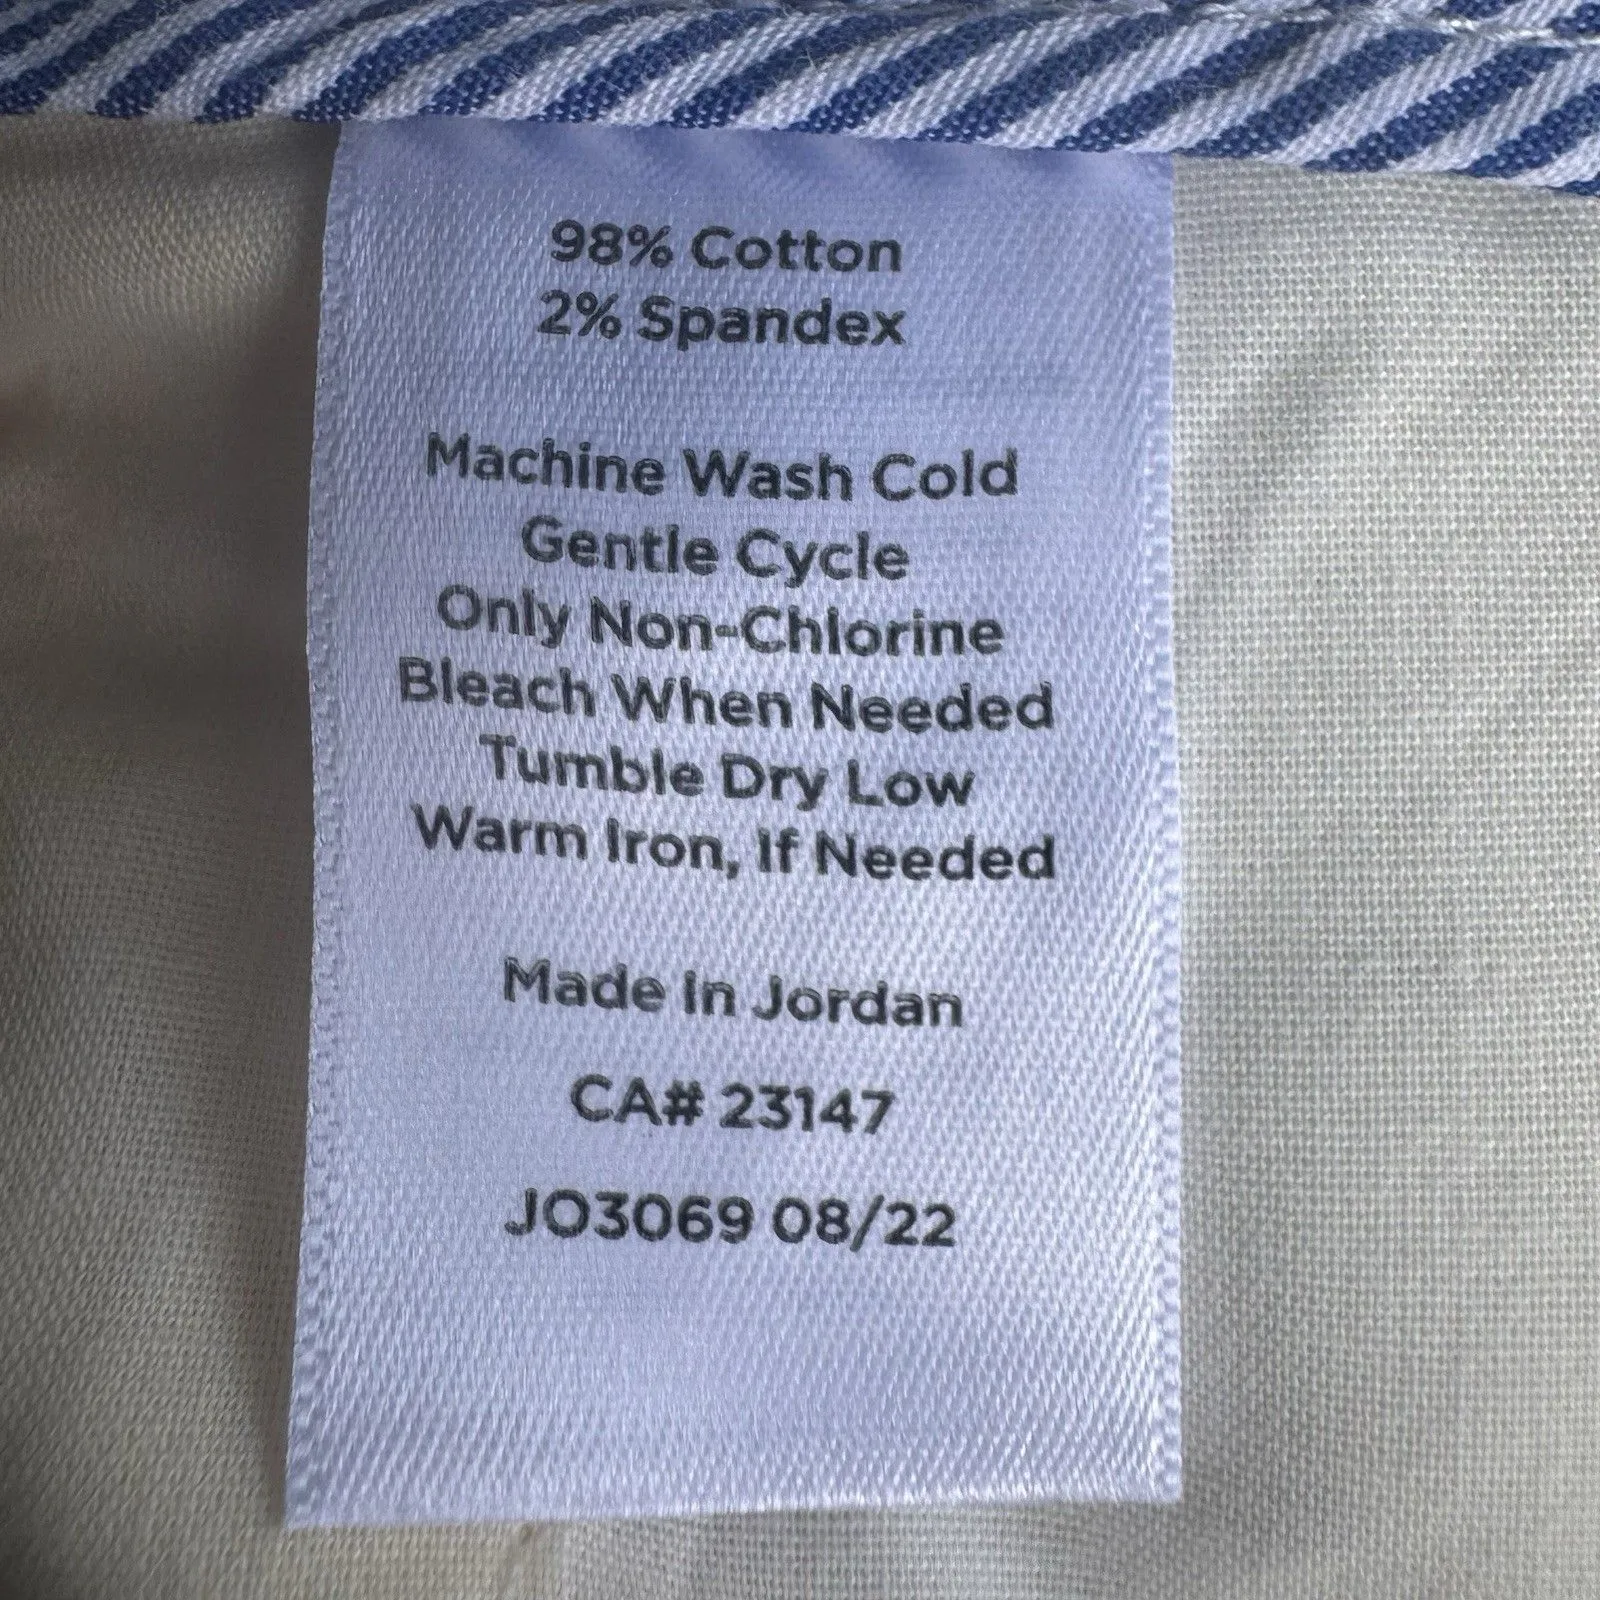 98% Cotton
2% Spandex
Machine Wash Cold
Gentle Cycle
Only Non-Chlorine
Bleach When Needed
Tumble Dry Low
Warm Iron, If Needed
Made In Jordan
CA# 23147
JO3069 08/22